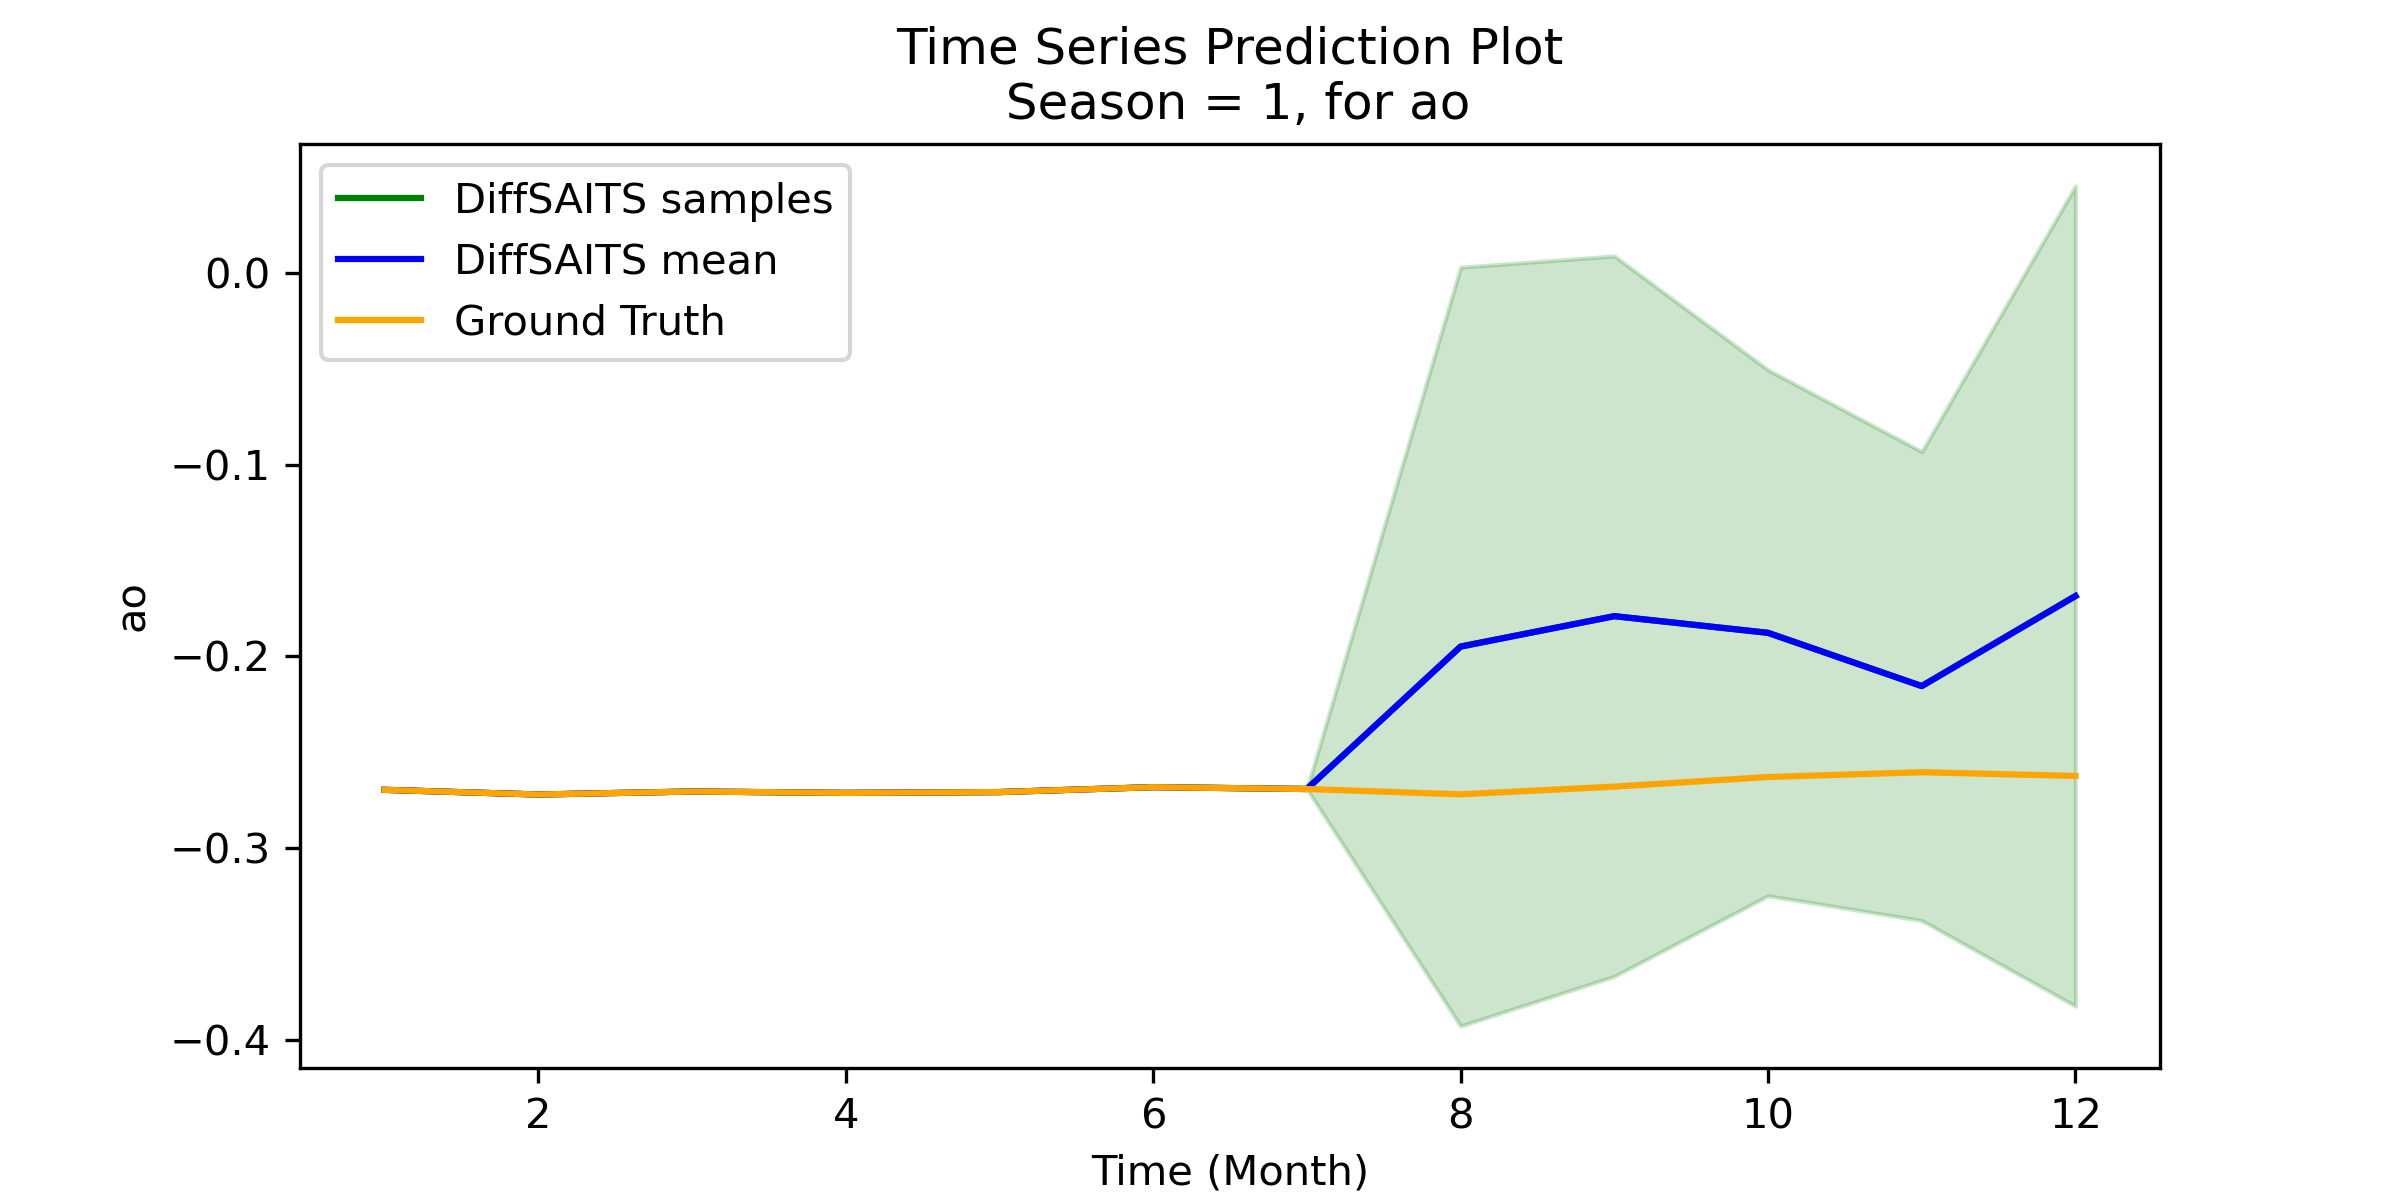 Time Series Prediction Plot
Season = 1, for ao
DiffSAITS samples
DiffSAITS mean
Ground Truth
0.0
−0.1
−0.2
−0.3
−0.4
ao
2 4 6 8 10 12
Time (Month)